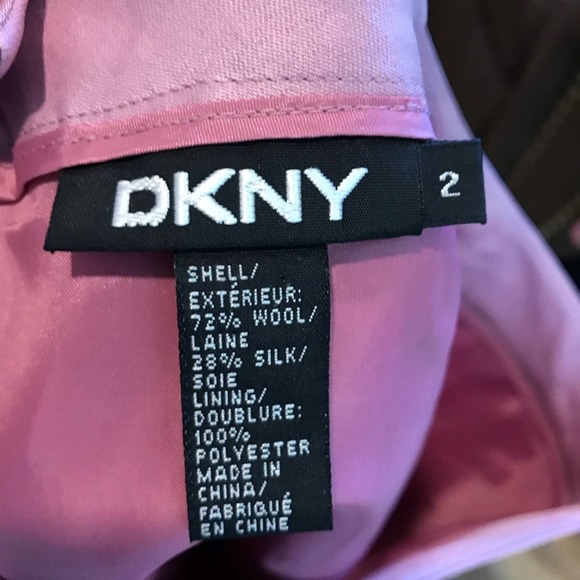 DKNY
2
SHELL/
EXTÉRIEUR:
72% WOOL/
LAINE
28% SILK/
SOIE
LINING/
DOUBLURE:
100%
POLYESTER
MADE IN
CHINA/
FABRIQUÉ
EN CHINE